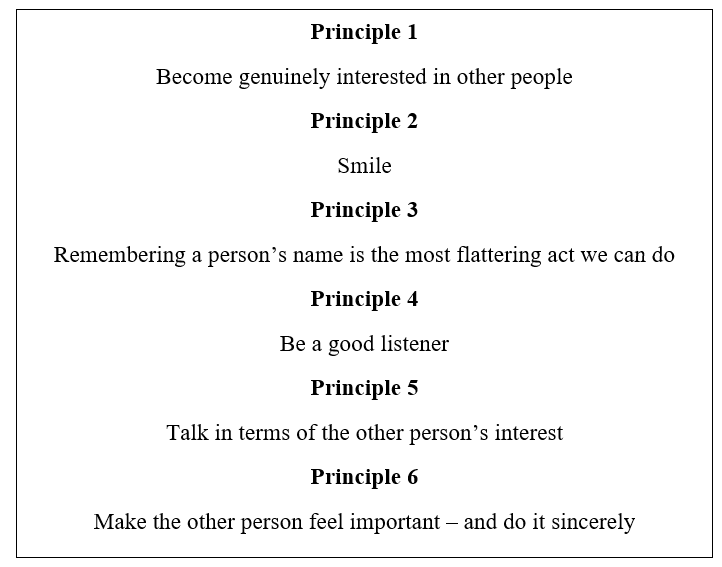 Principle 1
Become genuinely interested in other people
Principle 2
Smile
Principle 3
Remembering a person’s name is the most flattering act we can do
Principle 4
Be a good listener
Principle 5
Talk in terms of the other person’s interest
Principle 6
Make the other person feel important – and do it sincerely